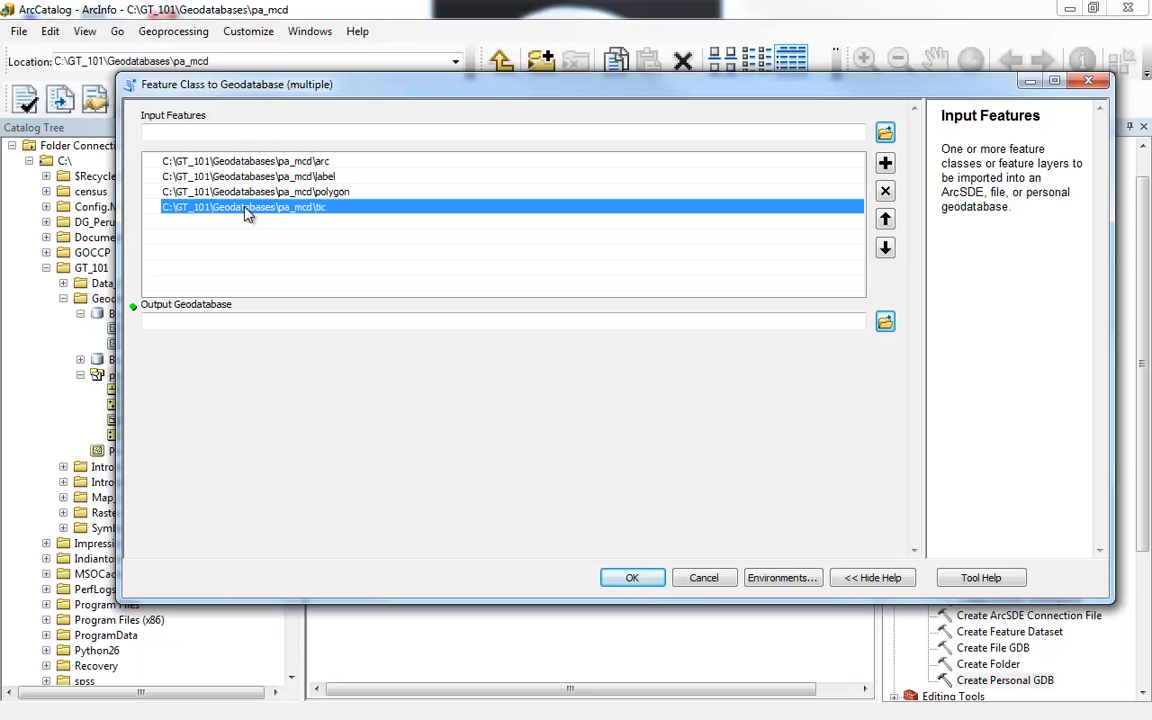 ArcCatalog - ArcInfo - C:\GT_101\Geodatabases\pa_mcd
File Edit View Go Geoprocessing Customize Windows Help
Location: C:\GT_101\Geodatabases\pa_mcd
Feature Class to Geodatabase (multiple)
Catalog Tree
Folder Connecti
C:\
$Recycle
census
Config.M
DG_Peru
Docume
GOCCP
GT_101
Data_
Geo
B
B
p
P
Intro
Intro
Map_
Raste
Symb
Impressi
Indianto
MSOCac
PerfLogs
Program Files
Program Files (x86)
ProgramData
Python26
Recovery
spss
Input Features
C:\GT_101\Geodatabases\pa_mcd\arc
C:\GT_101\Geodatabases\pa_mcd\label
C:\GT_101\Geodatabases\pa_mcd\polygon
C:\GT_101\Geodatabases\pa_mcd\tic
Output Geodatabase
OK Cancel Environments... << Hide Help Tool Help
Input Features
One or more feature
classes or feature layers to
be imported into an
ArcSDE, file, or personal
geodatabase.
Create ArcSDE Connection File
Create Feature Dataset
Create File GDB
Create Folder
Create Personal GDB
Editing Tools